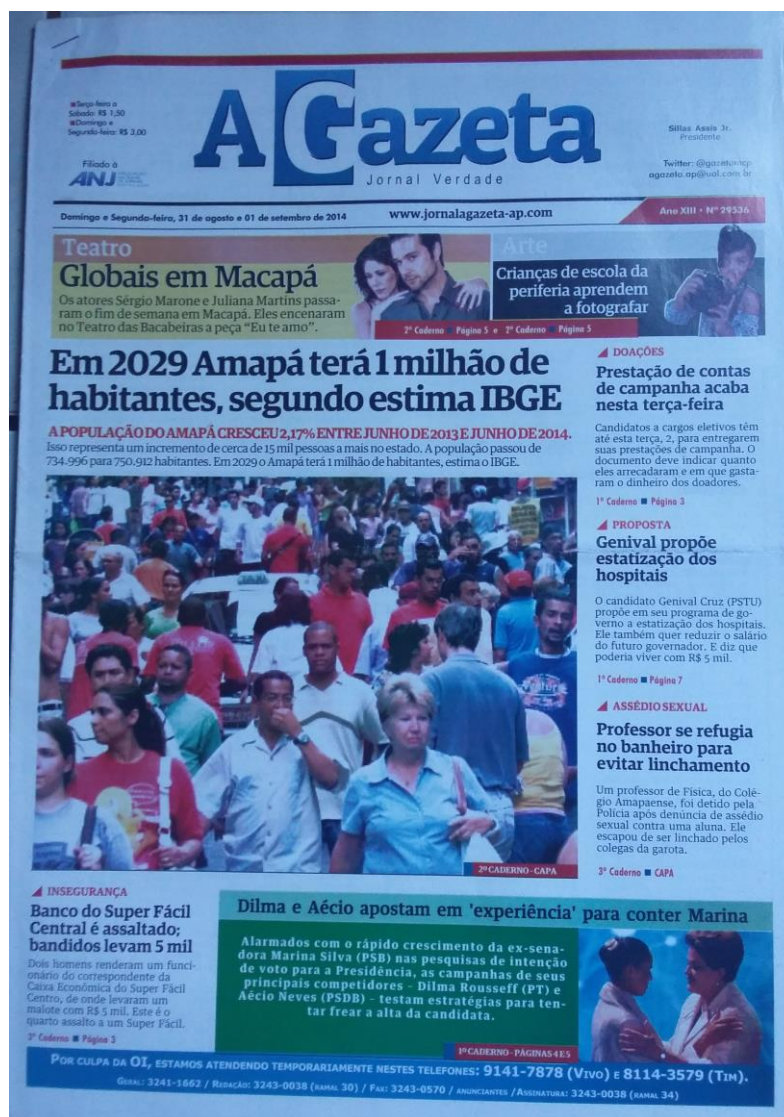 ■Terça-feira a
Sábado: R$ 1,50
■Domingo e
Segunda-feira: R$ 3,00
Filiado à
ANJ
A Gazeta
Jornal Verdade
Sillas Assis Jr.
Presidente
Twitter: @gazetaacp
agazeta.ap@uol.com.br
Domingo e Segunda-feira, 31 de agosto e 01 de setembro de 2014
www.jornalagazeta-ap.com
Ano XIII • Nº 29536
Teatro
Globais em Macapá
Os atores Sérgio Marone e Juliana Martins passa-
ram o fim de semana em Macapá. Eles encenaram
no Teatro das Bacabeiras a peça "Eu te amo".
Arte
Crianças de escola da
periferia aprendem
a fotografar
2º Caderno ■ Página 5 e 2º Caderno ■ Página 5
Em 2029 Amapá terá 1 milhão de
habitantes, segundo estima IBGE
A POPULAÇÃO DO AMAPÁ CRESCEU 2,17% ENTRE JUNHO DE 2013 E JUNHO DE 2014.
Isso representa um incremento de cerca de 15 mil pessoas a mais no estado. A população passou de
734.996 para 750.912 habitantes. Em 2029 o Amapá terá 1 milhão de habitantes, estima o IBGE.
TAXI
2º CADERNO - CAPA
DOAÇÕES
Prestação de contas
de campanha acaba
nesta terça-feira
Candidatos a cargos eletivos têm
até esta terça, 2, para entregarem
suas prestações de campanha. O
documento deve indicar quanto
eles arrecadaram e em que gasta-
ram o dinheiro dos doadores.
1º Caderno ■ Página 3
PROPOSTA
Genival propõe
estatização dos
hospitais
O candidato Genival Cruz (PSTU)
propõe em seu programa de go-
verno a estatização dos hospitais.
Ele também quer reduzir o salário
do futuro governador. E diz que
poderia viver com R$ 5 mil.
1º Caderno ■ Página 7
ASSÉDIO SEXUAL
Professor se refugia
no banheiro para
evitar linchamento
Um professor de Física, do Colé-
gio Amapaense, foi detido pela
Polícia após denúncia de assédio
sexual contra uma aluna. Ele
escapou de ser linchado pelos
colegas da garota.
3º Caderno ■ CAPA
INSEGURANÇA
Banco do Super Fácil
Central é assaltado;
bandidos levam 5 mil
Dois homens renderam um funci-
onário do correspondente da
Caixa Econômica do Super Fácil
Centro, de onde levaram um
malote com R$ 5 mil. Este é o
quarto assalto a um Super Fácil.
3º Caderno ■ Página 3
Dilma e Aécio apostam em 'experiência' para conter Marina
Alarmados com o rápido crescimento da ex-sena-
dora Marina Silva (PSB) nas pesquisas de intenção
de voto para a Presidência, as campanhas de seus
principais competidores - Dilma Rousseff (PT) e
Aécio Neves (PSDB) - testam estratégias para ten-
tar frear a alta da candidata.
1º CADERNO - PÁGINAS 4 E 5
POR CULPA DA OI, ESTAMOS ATENDENDO TEMPORARIAMENTE NESTES TELEFONES: 9141-7878 (VIVO) E 8114-3579 (TIM).
GERAL: 3241-1662 / REDAÇÃO: 3243-0038 (RAMAL 30) / FAX: 3243-0570 / ANUNCIANTES /ASSINATURA: 3243-0038 (RAMAL 34)